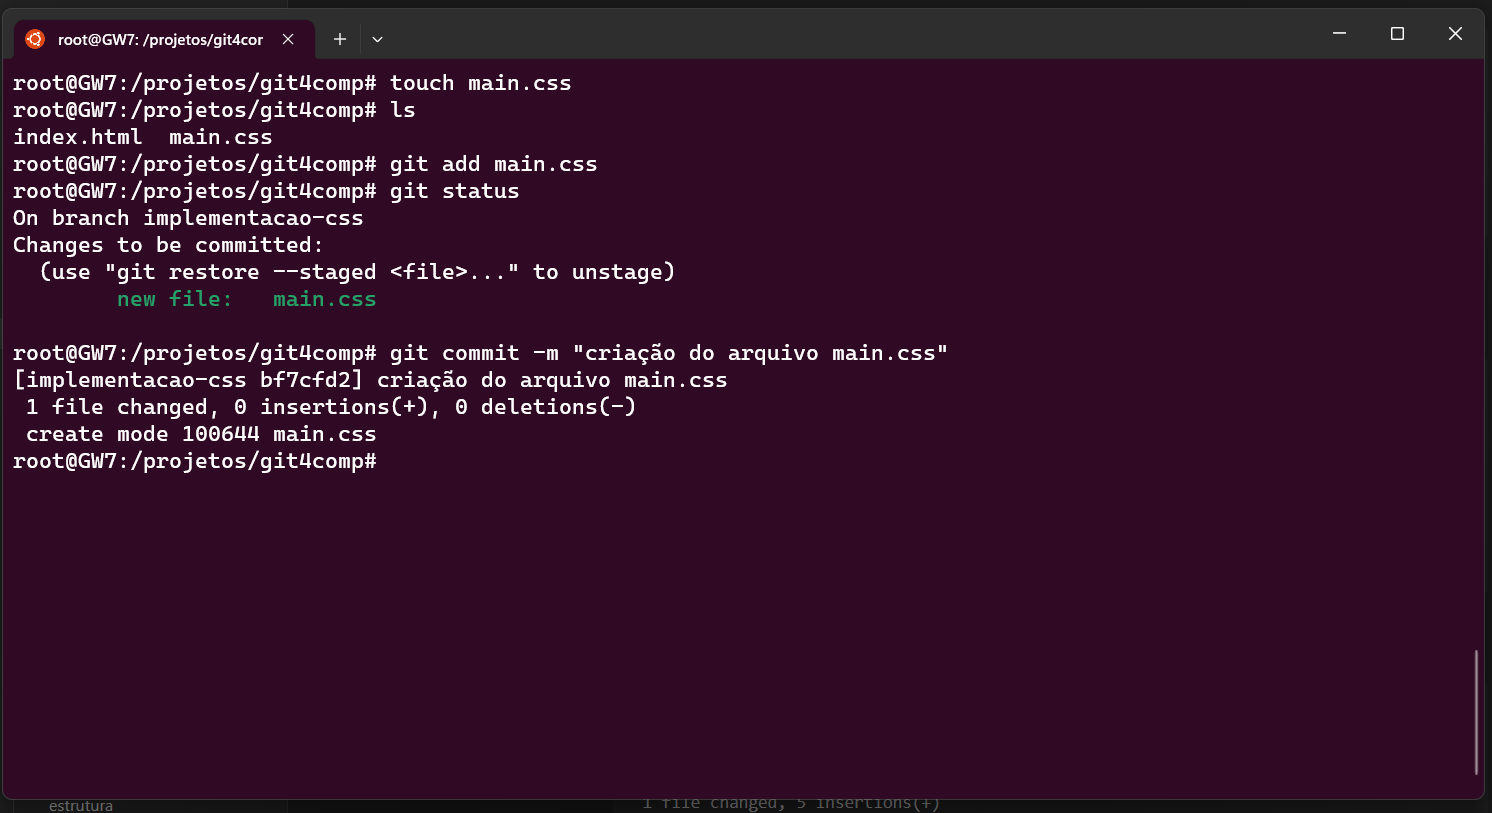 root@GW7: /projetos/git4cor
root@GW7:/projetos/git4comp# touch main.css
root@GW7:/projetos/git4comp# ls
index.html  main.css
root@GW7:/projetos/git4comp# git add main.css
root@GW7:/projetos/git4comp# git status
On branch implementacao-css
Changes to be committed:
  (use "git restore --staged <file>..." to unstage)
        new file:   main.css

root@GW7:/projetos/git4comp# git commit -m "criação do arquivo main.css"
[implementacao-css bf7cfd2] criação do arquivo main.css
 1 file changed, 0 insertions(+), 0 deletions(-)
 create mode 100644 main.css
root@GW7:/projetos/git4comp#
estrutura
1 file changed, 5 insertions(+)